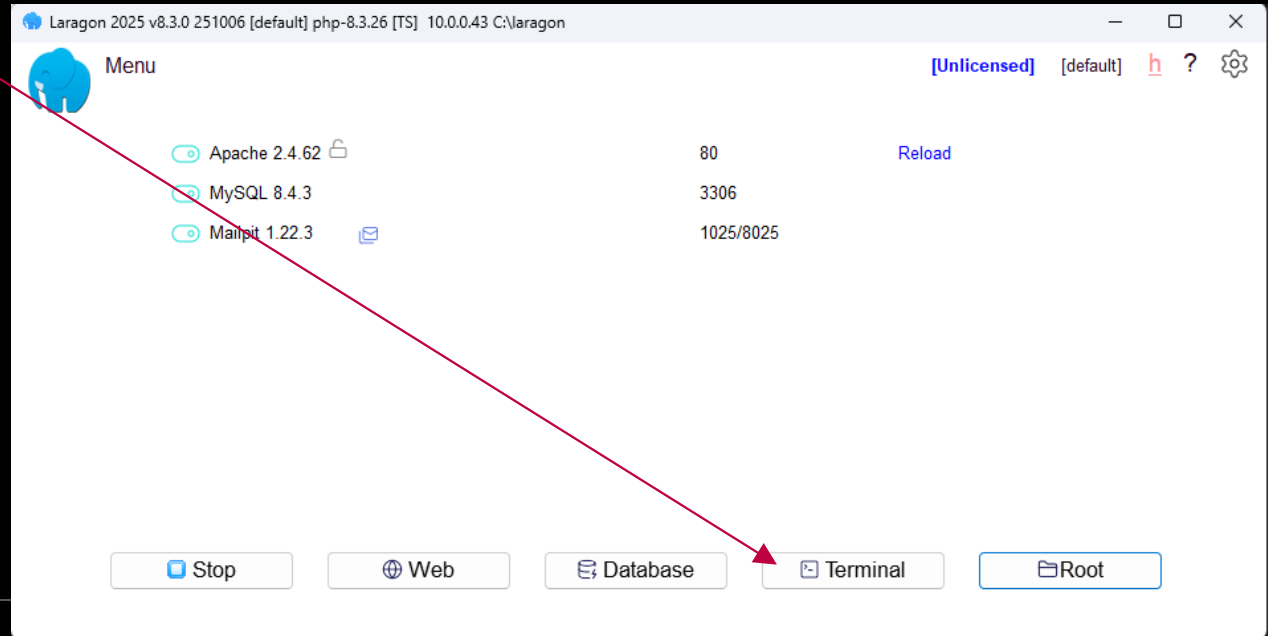 Laragon 2025 v8.3.0 251006 [default] php-8.3.26 [TS] 10.0.0.43 C:\laragon
Menu [Unlicensed] [default] h ?
Apache 2.4.62 80 Reload
MySQL 8.4.3 3306
Mailpit 1.22.3 1025/8025
Stop Web Database Terminal Root